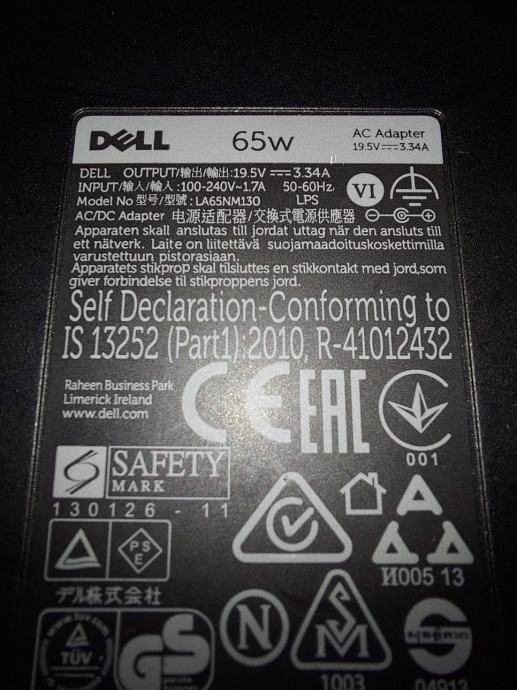 DELL 65W AC Adapter
19.5V⎓3.34A
DELL OUTPUT/输出/輸出:19.5V⎓3.34A
INPUT/输入/輸入:100-240V~1.7A 50-60Hz
Model No 型号/型號: LA65NM130 LPS
VI
AC/DC Adapter 电源适配器/交換式電源供應器
Apparaten skall anslutas till jordat uttag när den ansluts till
ett nätverk. Laite on liitettävä suojamaadoituskoskettimilla
varustettuun pistorasiaan.
Apparatets stikprop skal tilsluttes en stikkontakt med jord,som
giver forbindelse til stikproppens jord.
Self Declaration-Conforming to
IS 13252 (Part1):2010, R-41012432
Raheen Business Park
Limerick Ireland
www.dell.com
CE EAC
001
S SAFETY
MARK
130126-11
PS
E
И005 13
デル株式会社
TÜV
GS
N
SM
1003
04913